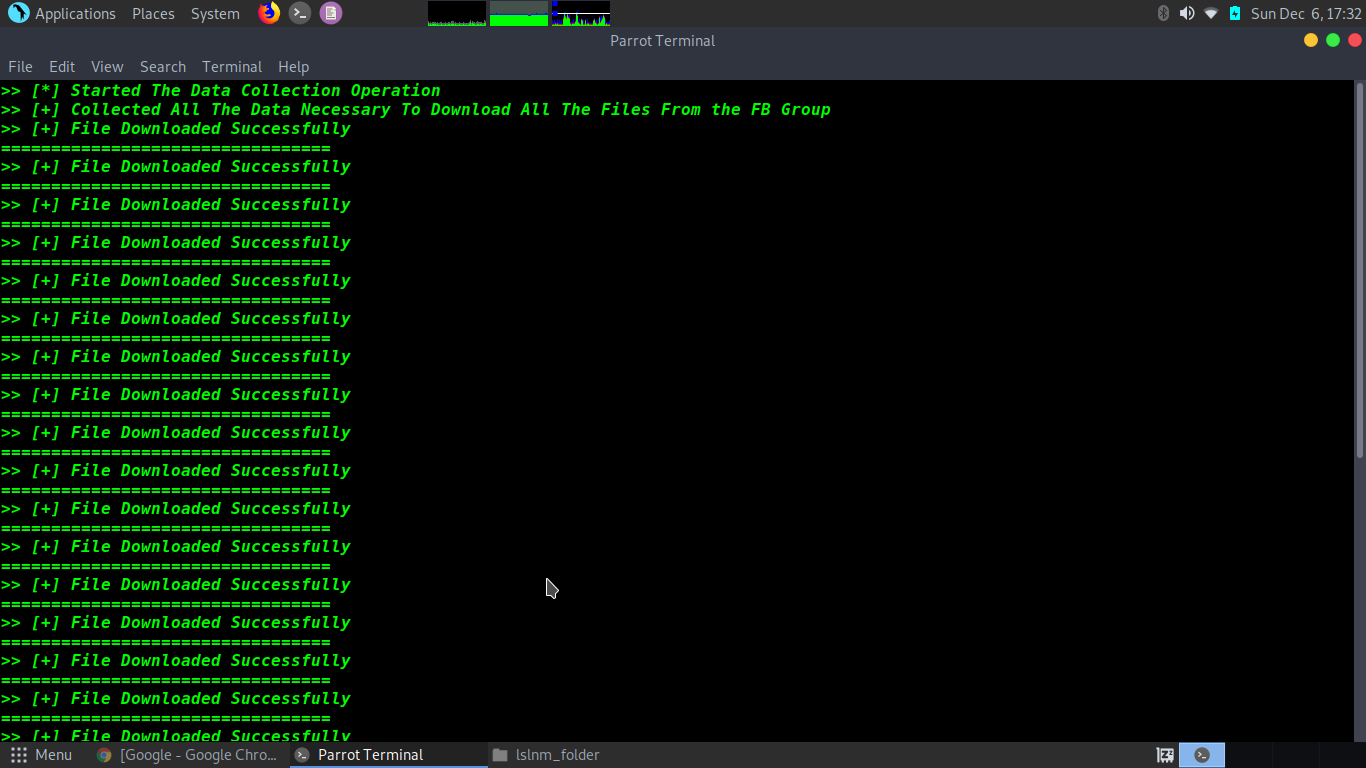 Applications Places System Sun Dec 6, 17:32
Parrot Terminal
File Edit View Search Terminal Help
>> [*] Started The Data Collection Operation
>> [+] Collected All The Data Necessary To Download All The Files From the FB Group
>> [+] File Downloaded Successfully
=================================
>> [+] File Downloaded Successfully
=================================
>> [+] File Downloaded Successfully
=================================
>> [+] File Downloaded Successfully
=================================
>> [+] File Downloaded Successfully
=================================
>> [+] File Downloaded Successfully
=================================
>> [+] File Downloaded Successfully
=================================
>> [+] File Downloaded Successfully
=================================
>> [+] File Downloaded Successfully
=================================
>> [+] File Downloaded Successfully
=================================
>> [+] File Downloaded Successfully
=================================
>> [+] File Downloaded Successfully
=================================
>> [+] File Downloaded Successfully
=================================
>> [+] File Downloaded Successfully
=================================
>> [+] File Downloaded Successfully
=================================
>> [+] File Downloaded Successfully
=================================
>> [+] File Downloaded Successfully
Menu [Google - Google Chro... Parrot Terminal lslnm_folder